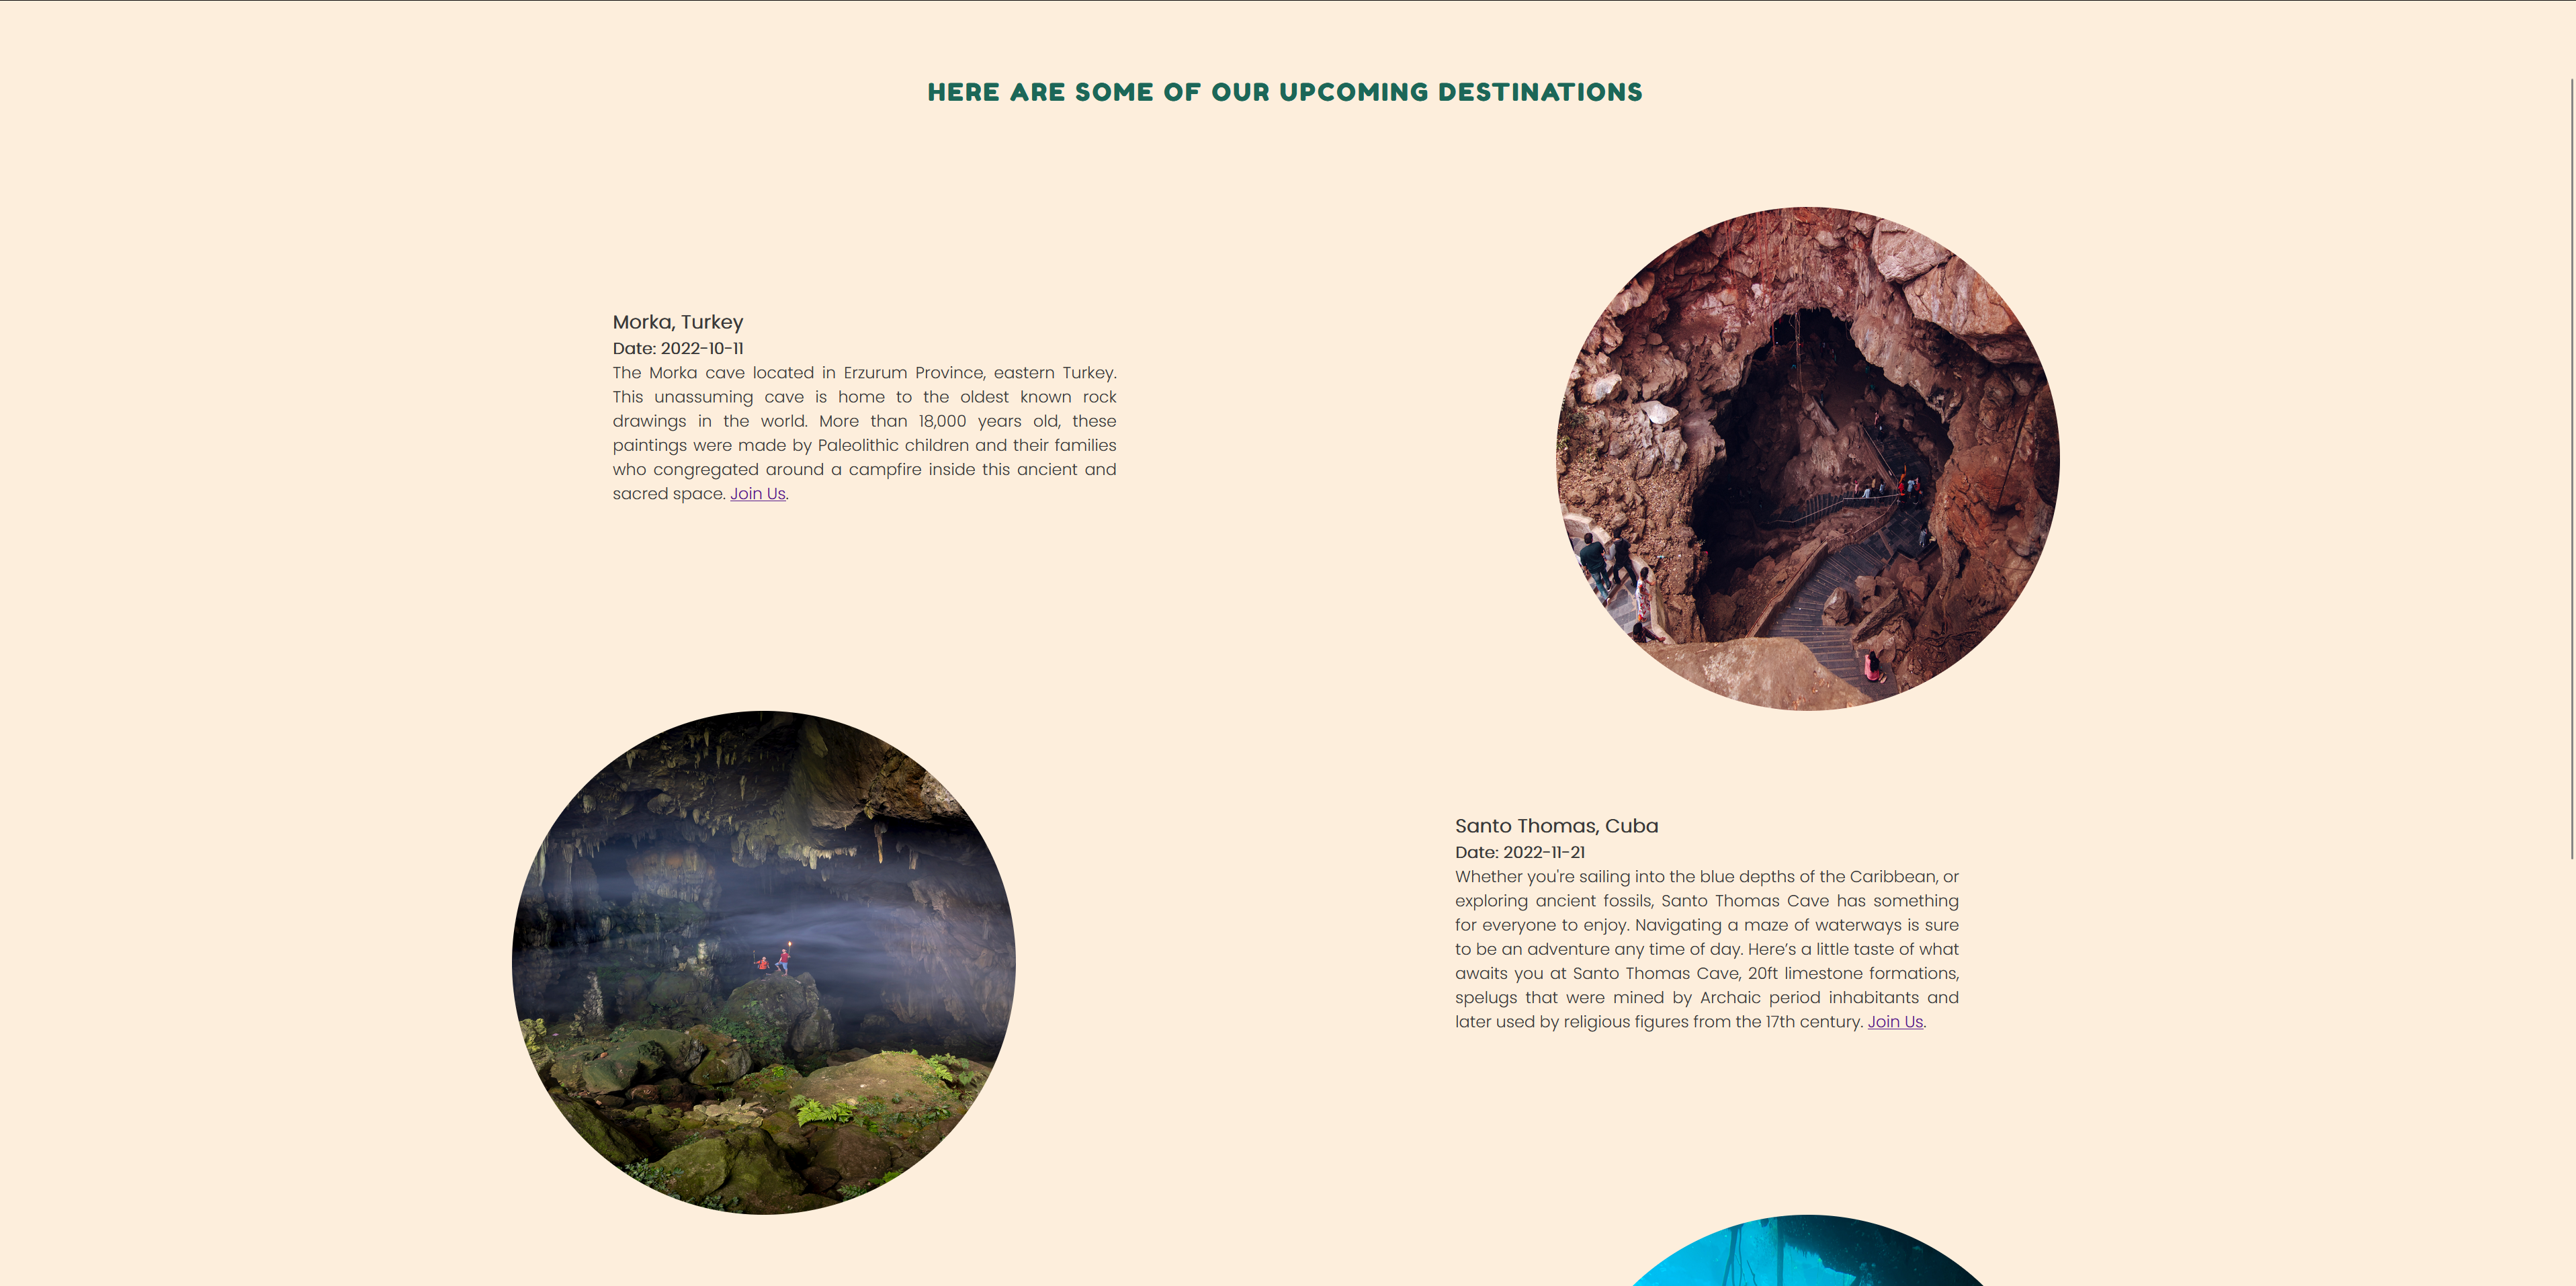 HERE ARE SOME OF OUR UPCOMING DESTINATIONS
Morka, Turkey
Date: 2022-10-11
The Morka cave located in Erzurum Province, eastern Turkey.
This unassuming cave is home to the oldest known rock
drawings in the world. More than 18,000 years old, these
paintings were made by Paleolithic children and their families
who congregated around a campfire inside this ancient and
sacred space. Join Us.
Santo Thomas, Cuba
Date: 2022-11-21
Whether you're sailing into the blue depths of the Caribbean, or
exploring ancient fossils, Santo Thomas Cave has something
for everyone to enjoy. Navigating a maze of waterways is sure
to be an adventure any time of day. Here’s a little taste of what
awaits you at Santo Thomas Cave, 20ft limestone formations,
spelugs that were mined by Archaic period inhabitants and
later used by religious figures from the 17th century. Join Us.